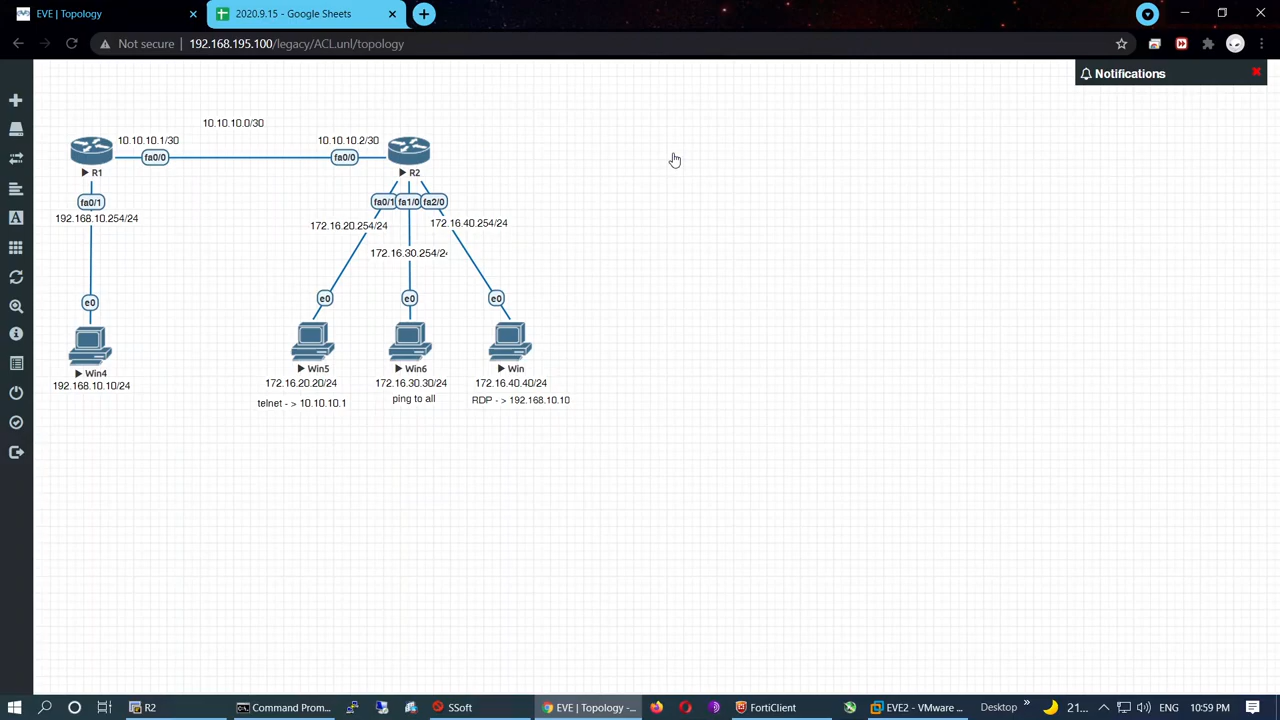 EVE | Topology
2020.9.15 - Google Sheets
Not secure | 192.168.195.100/legacy/ACL.unl/topology
Notifications
10.10.10.0/30
10.10.10.1/30
10.10.10.2/30
fa0/0
fa0/0
R1
R2
fa0/1
fa0/1
fa1/0
fa2/0
192.168.10.254/24
172.16.20.254/24
172.16.40.254/24
172.16.30.254/24
e0
e0
e0
e0
Win4
Win5
Win6
Win
192.168.10.10/24
172.16.20.20/24
172.16.30.30/24
172.16.40.40/24
telnet - > 10.10.10.1
ping to all
RDP - > 192.168.10.10
R2
Command Prom...
SSoft
EVE | Topology -...
FortiClient
EVE2 - VMware ...
Desktop
21...
ENG
10:59 PM